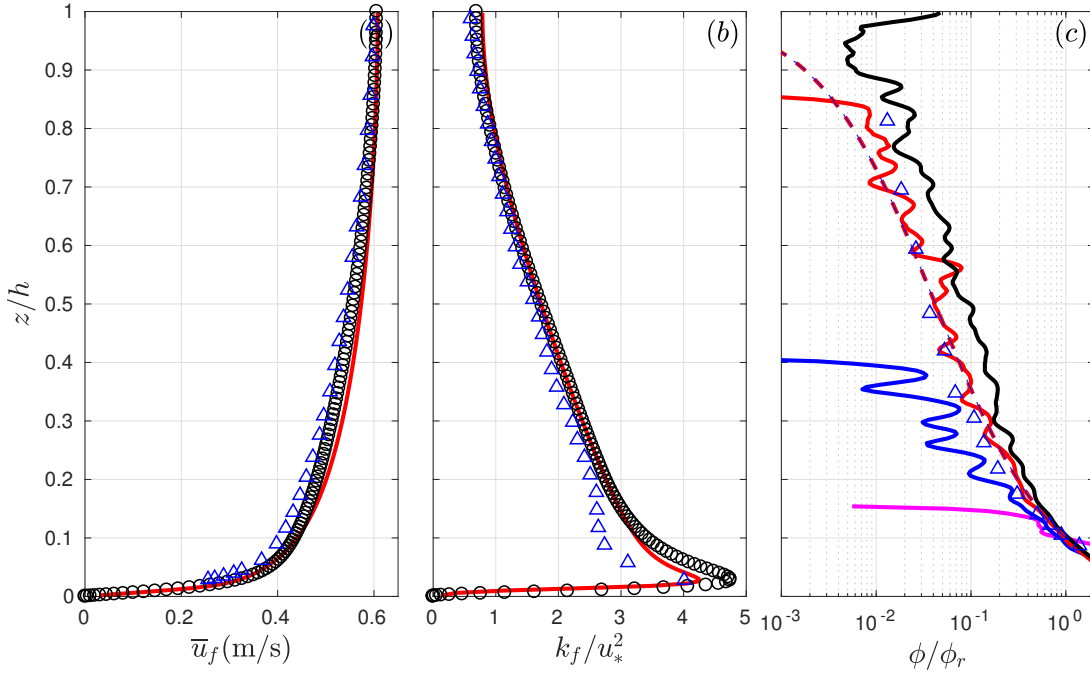 (b)
(c)
1
0.9
0.8
0.7
0.6
0.5
0.4
0.3
0.2
0.1
0
z/h
0 0.2 0.4 0.6
0 1 2 3 4 5
10^{-3} 10^{-2} 10^{-1} 10^{0}
\overline{u}_f(m/s)
k_f/u_*^2
ϕ/ϕ_r